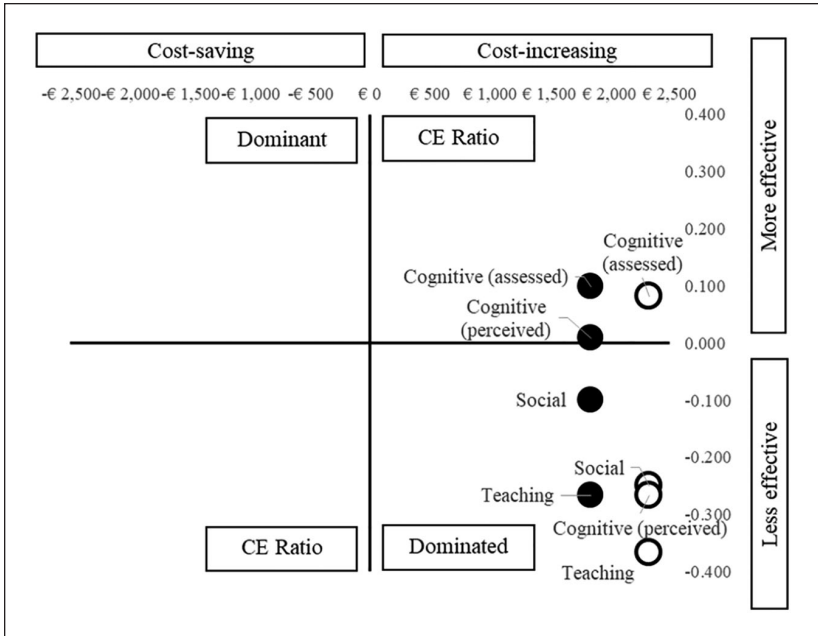 Cost-saving
Cost-increasing
-€ 2,500 -€ 2,000 -€ 1,500 -€ 1,000 -€ 500 € 0 € 500 € 1,000 € 1,500 € 2,000 € 2,500
0.400
Dominant
CE Ratio
0.300
0.200
Cognitive
(assessed)
Cognitive (assessed)
0.100
Cognitive
(perceived)
0.000
Social
-0.100
-0.200
Social
Teaching
-0.300
Cognitive (perceived)
CE Ratio
Dominated
Teaching
-0.400
More effective
Less effective